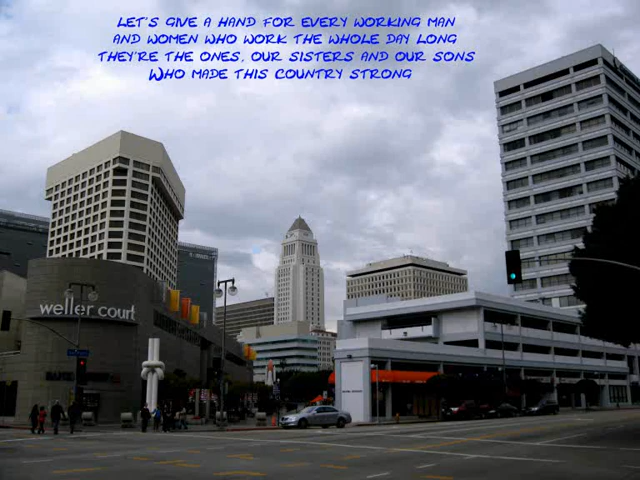 LET'S GIVE A HAND FOR EVERY WORKING MAN
AND WOMEN WHO WORK THE WHOLE DAY LONG
THEY'RE THE ONES, OUR SISTERS AND OUR SONS
WHO MADE THIS COUNTRY STRONG
weller court